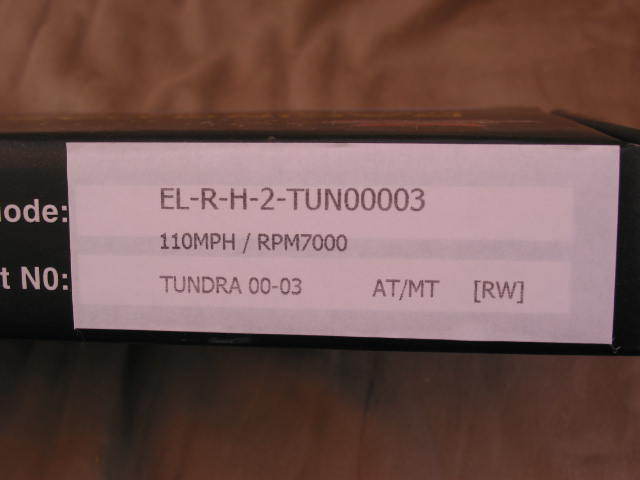 ode: EL-R-H-2-TUN00003
110MPH / RPM7000
t N0: TUNDRA 00-03 AT/MT [RW]